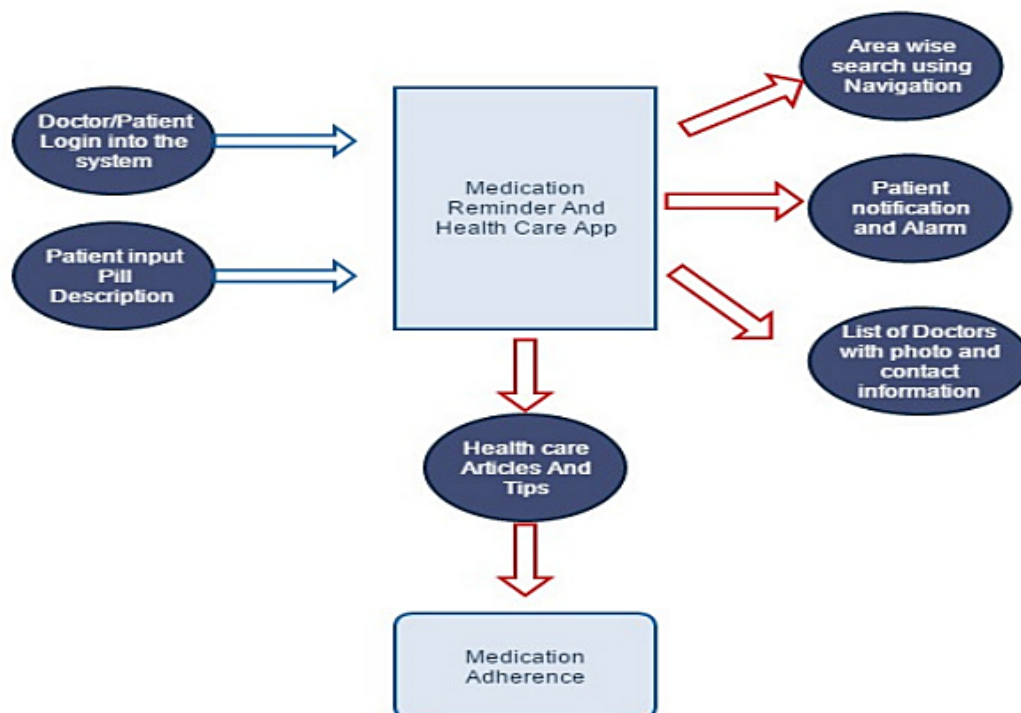 Area wise
search using
Navigation
Doctor/Patient
Login into the
system
Medication
Reminder And
Health Care App
Patient
notification
and Alarm
Patient input
Pill
Description
List of Doctors
with photo and
contact
information
Health care
Articles And
Tips
Medication
Adherence